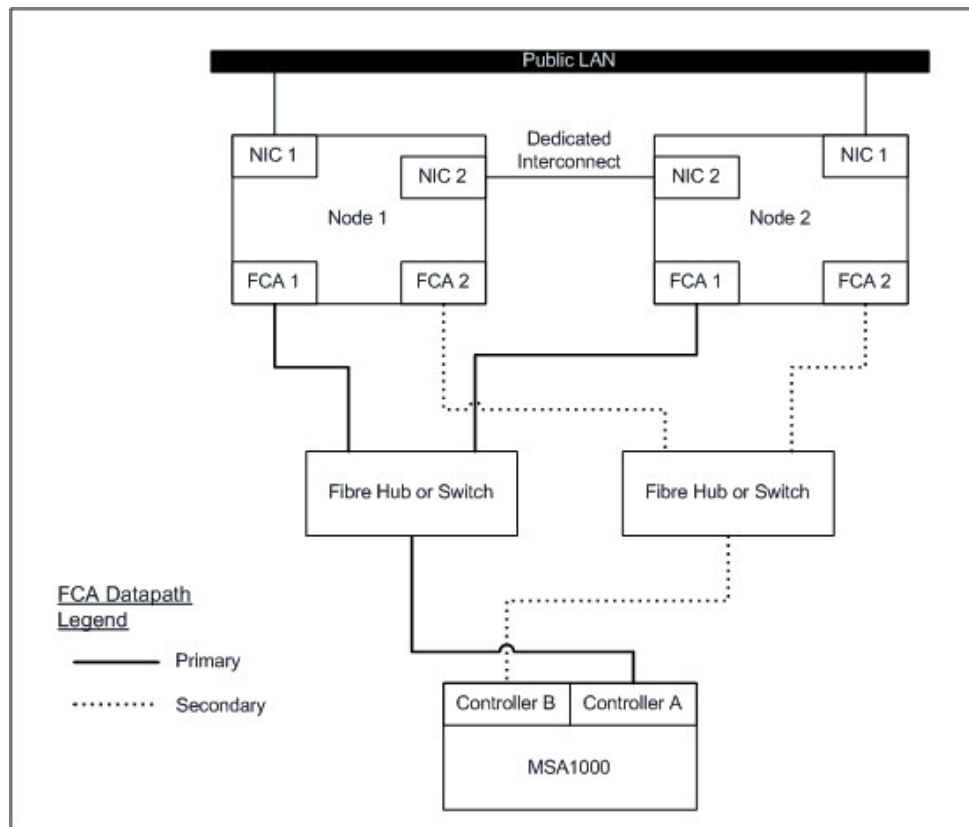 Public LAN
NIC 1
Dedicated
Interconnect
NIC 1
NIC 2
NIC 2
Node 1
Node 2
FCA 1
FCA 2
FCA 1
FCA 2
Fibre Hub or Switch
Fibre Hub or Switch
FCA Datapath
Legend
Primary
Secondary
Controller B
Controller A
MSA1000